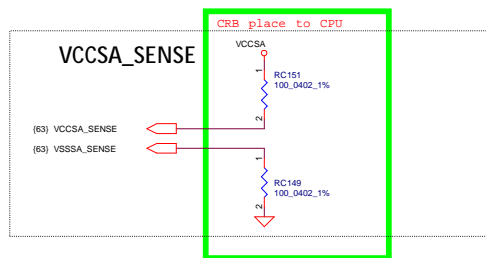 CRB place to CPU
VCCSA_SENSE
VCCSA
1
RC151
100_0402_1%
2
{63} VCCSA_SENSE
{63} VSSSA_SENSE
1
RC149
100_0402_1%
2